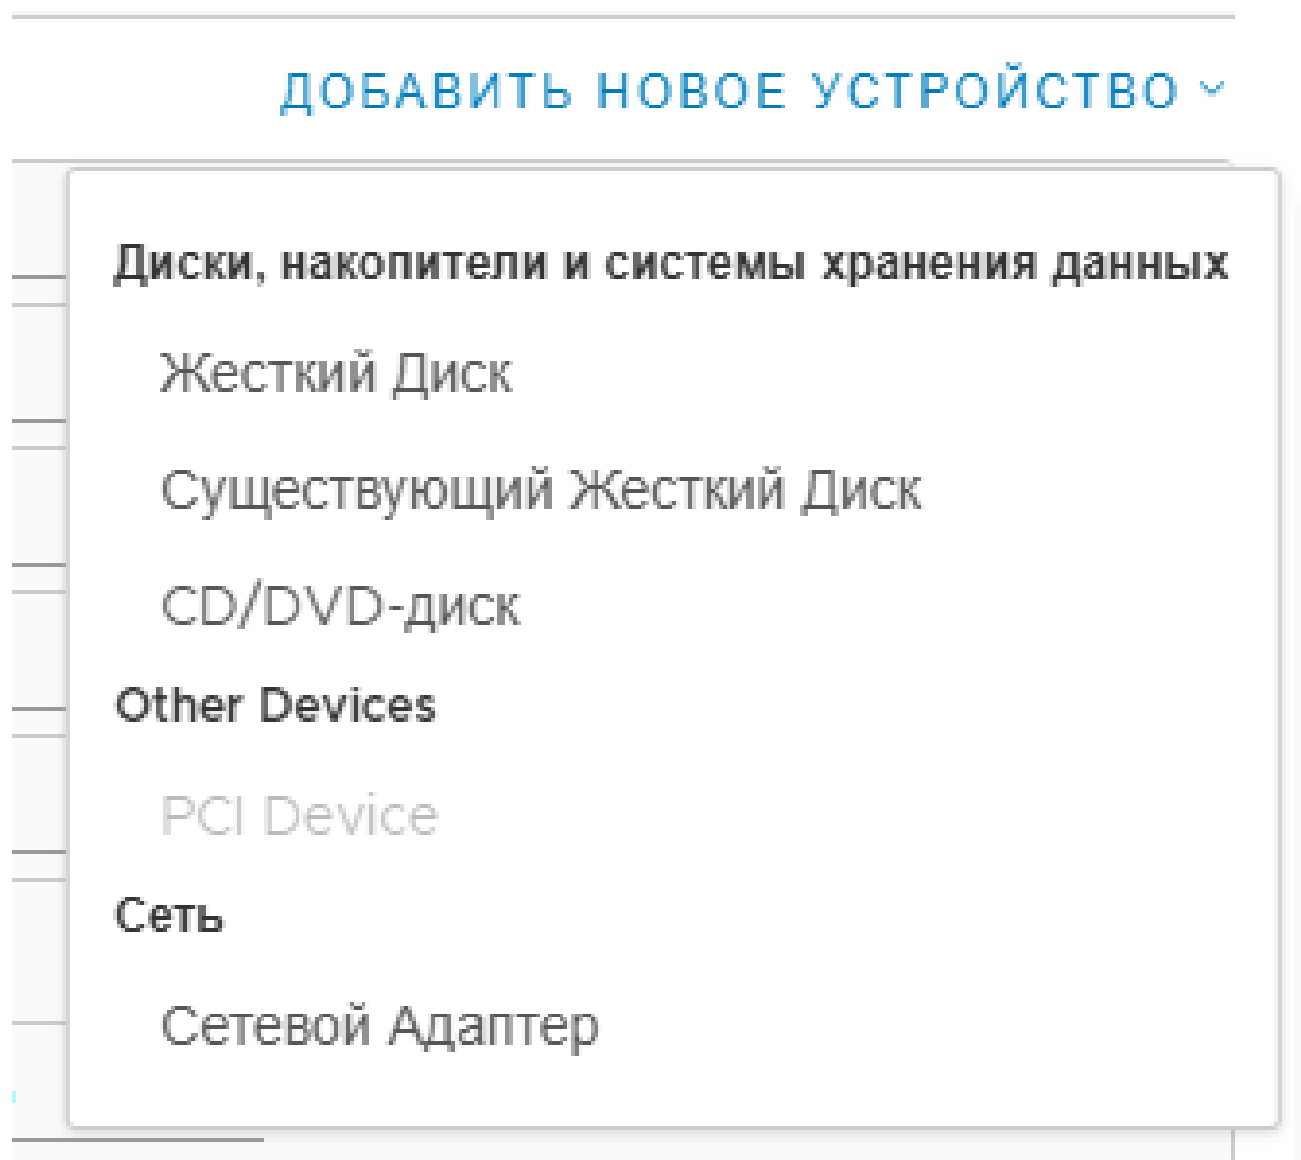 ДОБАВИТЬ НОВОЕ УСТРОЙСТВО
Диски, накопители и системы хранения данных
Жесткий Диск
Существующий Жесткий Диск
CD/DVD-диск
Other Devices
PCI Device
Сеть
Сетевой Адаптер